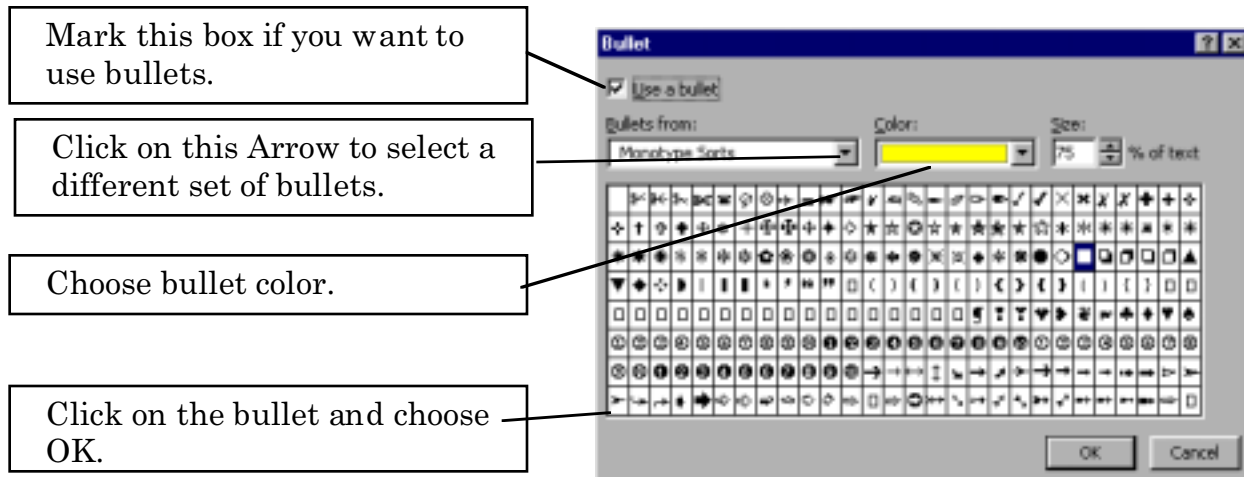 Mark this box if you want to
use bullets.
Click on this Arrow to select a
different set of bullets.
Choose bullet color.
Click on the bullet and choose
OK.
Bullet
Use a bullet
Bullets from:
Color:
Size:
Monotype Sorts
75
% of text
OK
Cancel